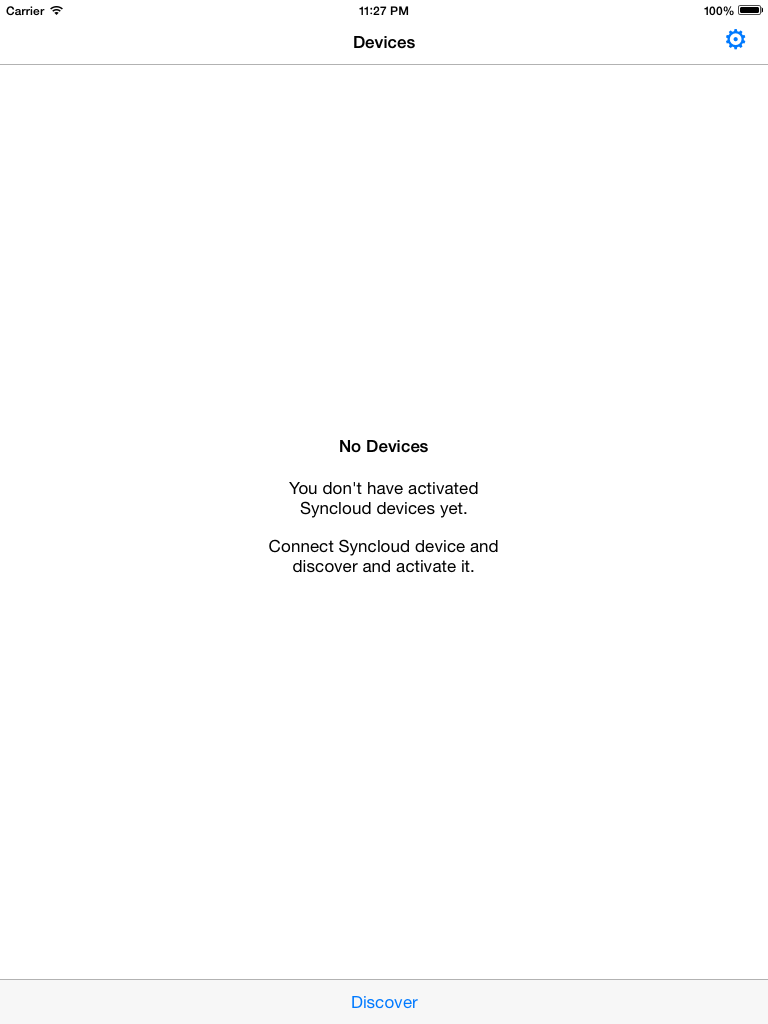 Carrier 11:27 PM 100%
Devices
No Devices
You don't have activated
Syncloud devices yet.
Connect Syncloud device and
discover and activate it.
Discover